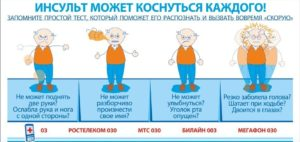 ИНСУЛЬТ МОЖЕТ КОСНУТЬСЯ КАЖДОГО!
ЗАПОМНИТЕ ПРОСТОЙ ТЕСТ, КОТОРЫЙ ПОМОЖЕТ ЕГО РАСПОЗНАТЬ И ВЫЗВАТЬ ВОВРЕМЯ «СКОРУЮ»
Не может поднять
две руки?
Ослабла рука и нога
с одной стороны?
Не может
разборчиво
произнести
свое имя?
Не может
улыбнуться?
Уголок рта
опущен?
Резко заболела голова?
Шатает при ходьбе?
Двоится в глазах?
03 РОСТЕЛЕКОМ 030 МТС 030 БИЛАЙН 003 МЕГАФОН 030